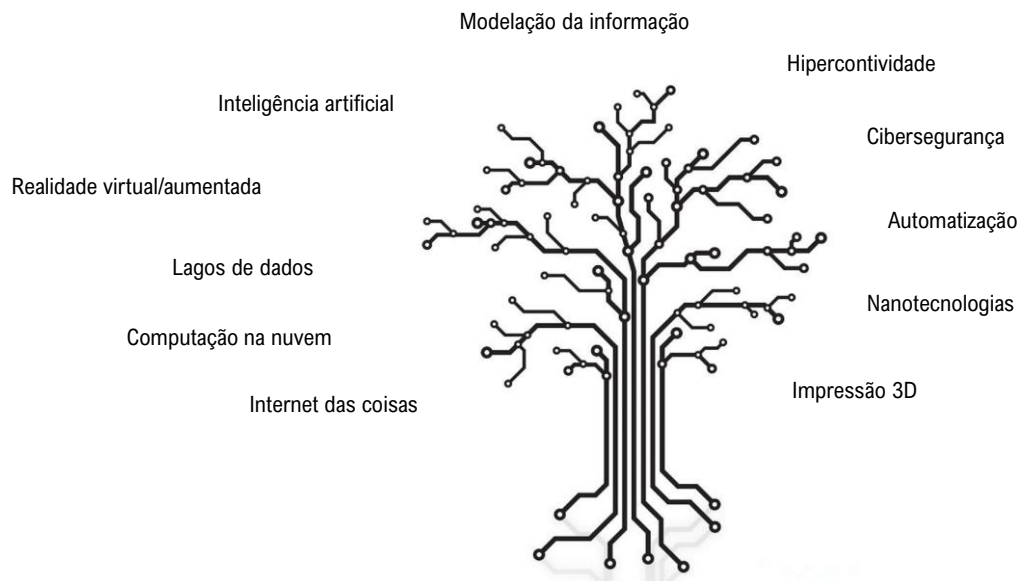 Modelação da informação
Hipercontividade
Inteligência artificial
Cibersegurança
Realidade virtual/aumentada
Automatização
Lagos de dados
Nanotecnologias
Computação na nuvem
Impressão 3D
Internet das coisas